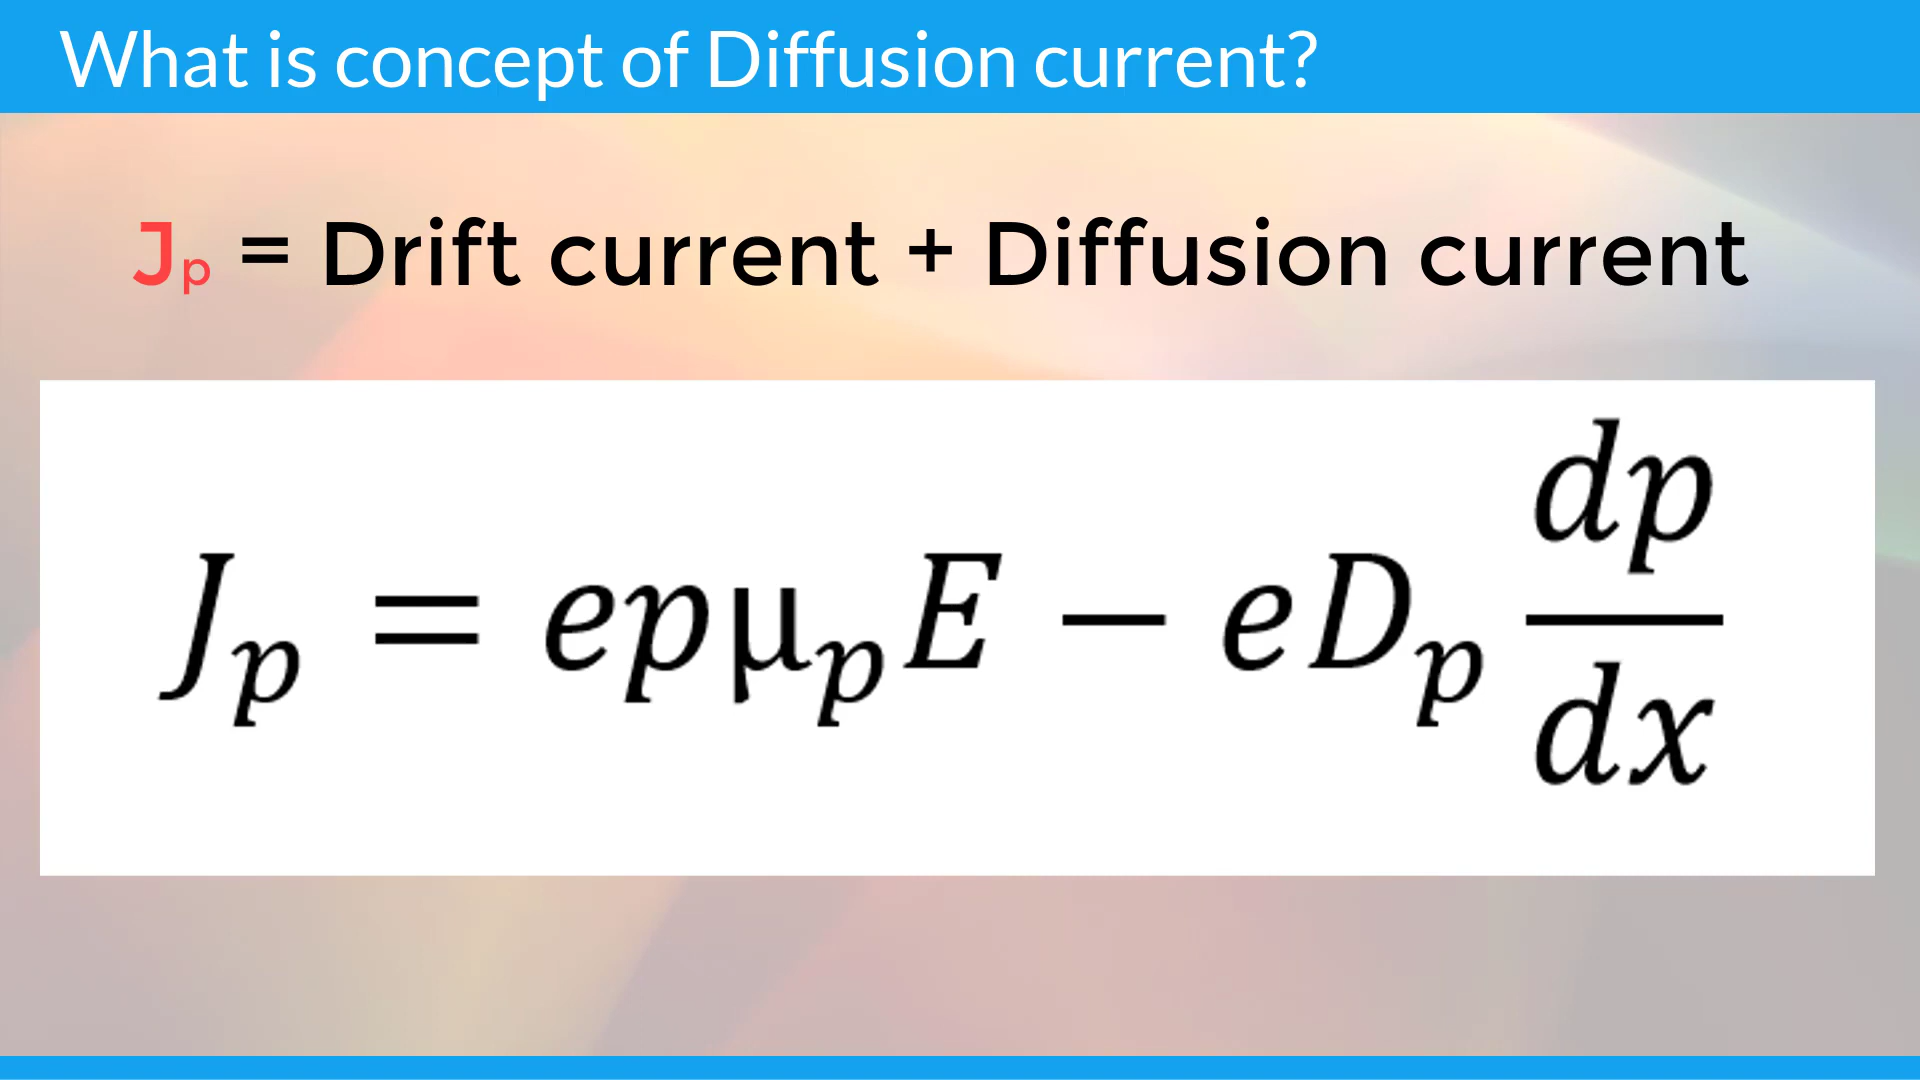 What is concept of Diffusion current?
Jₚ = Drift current + Diffusion current
Jₚ = epμₚE − eDₚ dp/dx